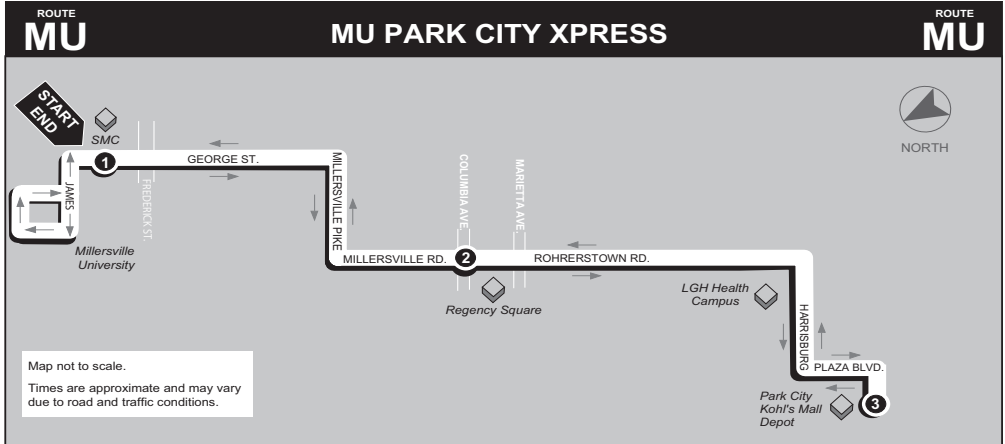 ROUTE
MU
MU PARK CITY XPRESS
ROUTE
MU
START
END
SMC
1
GEORGE ST.
FREDERICK ST.
JAMES
Millersville
University
MILLERSVILLE PIKE
MILLERSVILLE RD.
COLUMBIA AVE.
2
MARIETTA AVE.
ROHRERSTOWN RD.
Regency Square
NORTH
LGH Health
Campus
HARRISBURG
PLAZA BLVD.
Park City
Kohl's Mall
Depot
3
Map not to scale.
Times are approximate and may vary
due to road and traffic conditions.